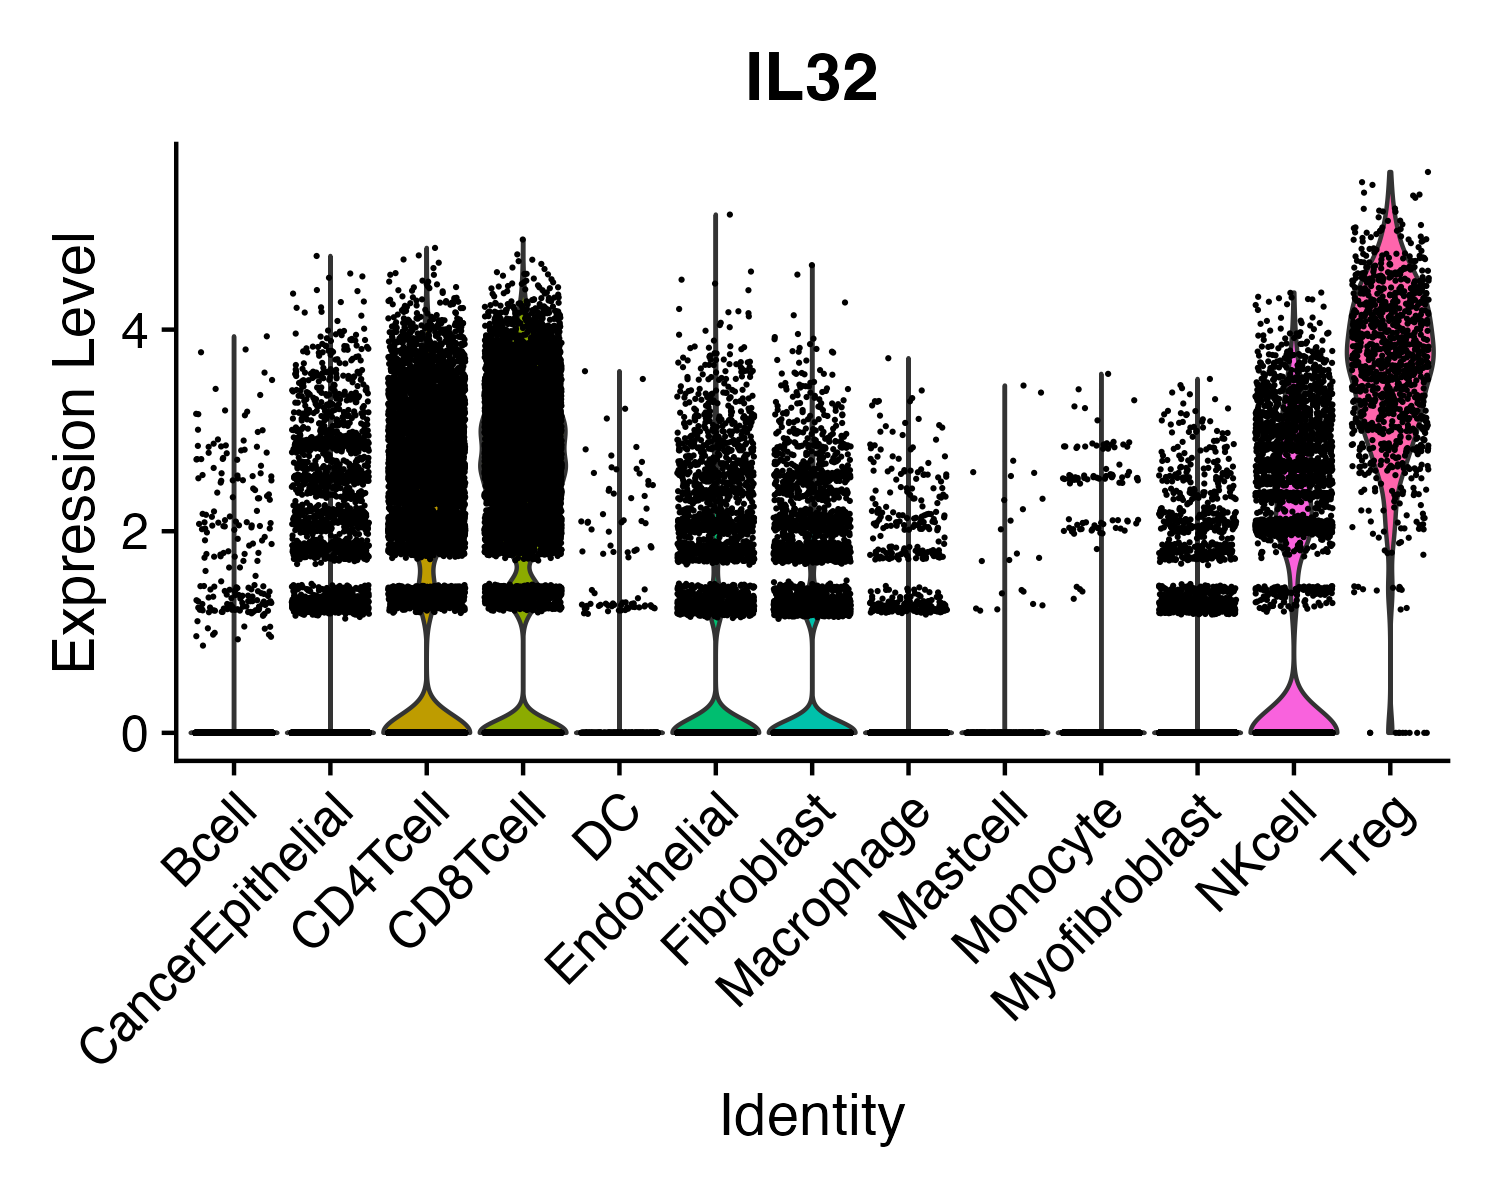 IL32
Expression Level
4
2
0
Bcell
CancerEpithelial
CD4Tcell
CD8Tcell
DC
Endothelial
Fibroblast
Macrophage
Mastcell
Monocyte
Myofibroblast
NKcell
Treg
Identity